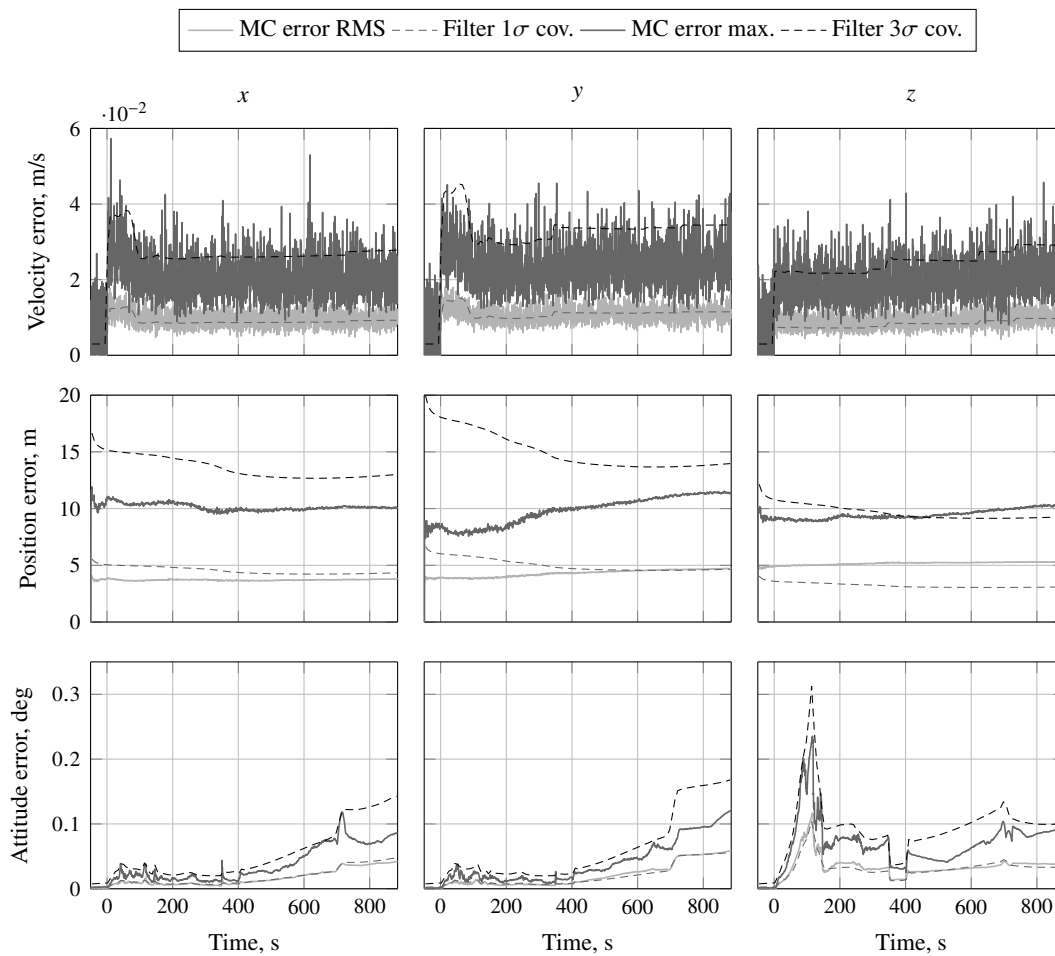 MC error RMS Filter 1σ cov. MC error max. Filter 3σ cov.
x y z
·10⁻²
Velocity error, m/s
6
4
2
0
Position error, m
20
15
10
5
0
Attitude error, deg
0.3
0.2
0.1
0
0 200 400 600 800 0 200 400 600 800 0 200 400 600 800
Time, s Time, s Time, s